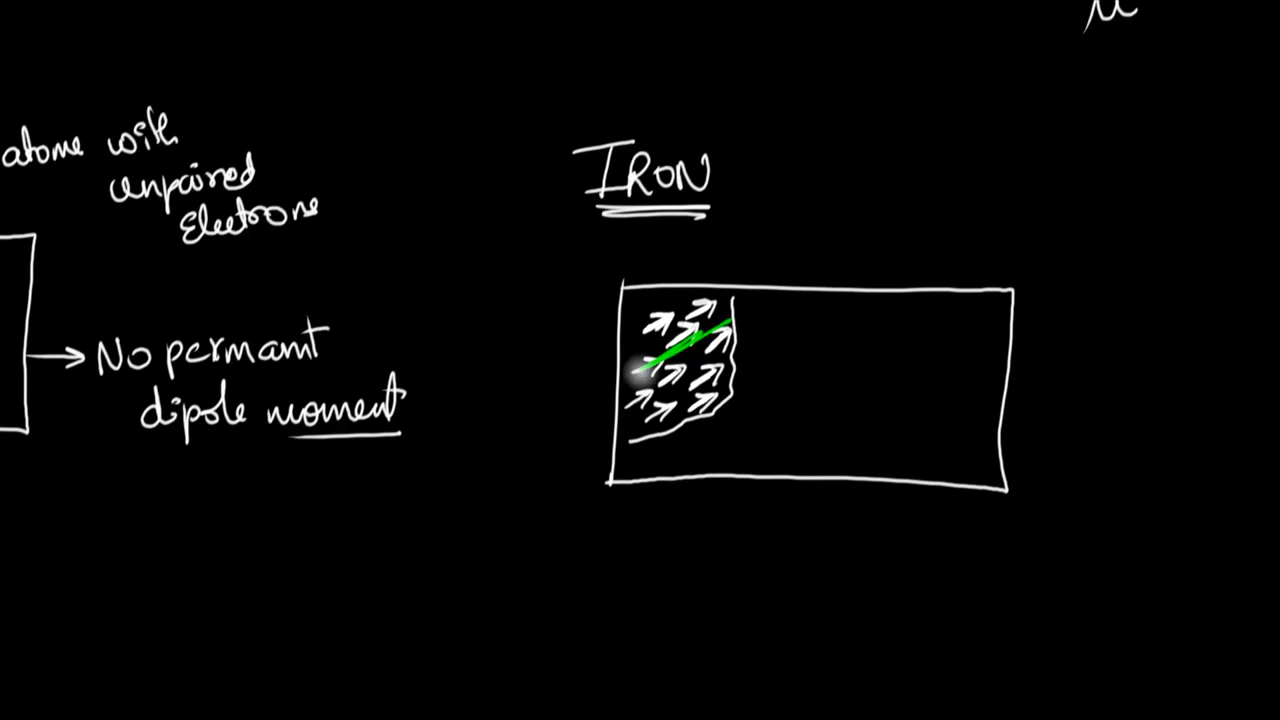 μ
atoms with
unpaired
Electrons
IRON
No permant
dipole moment